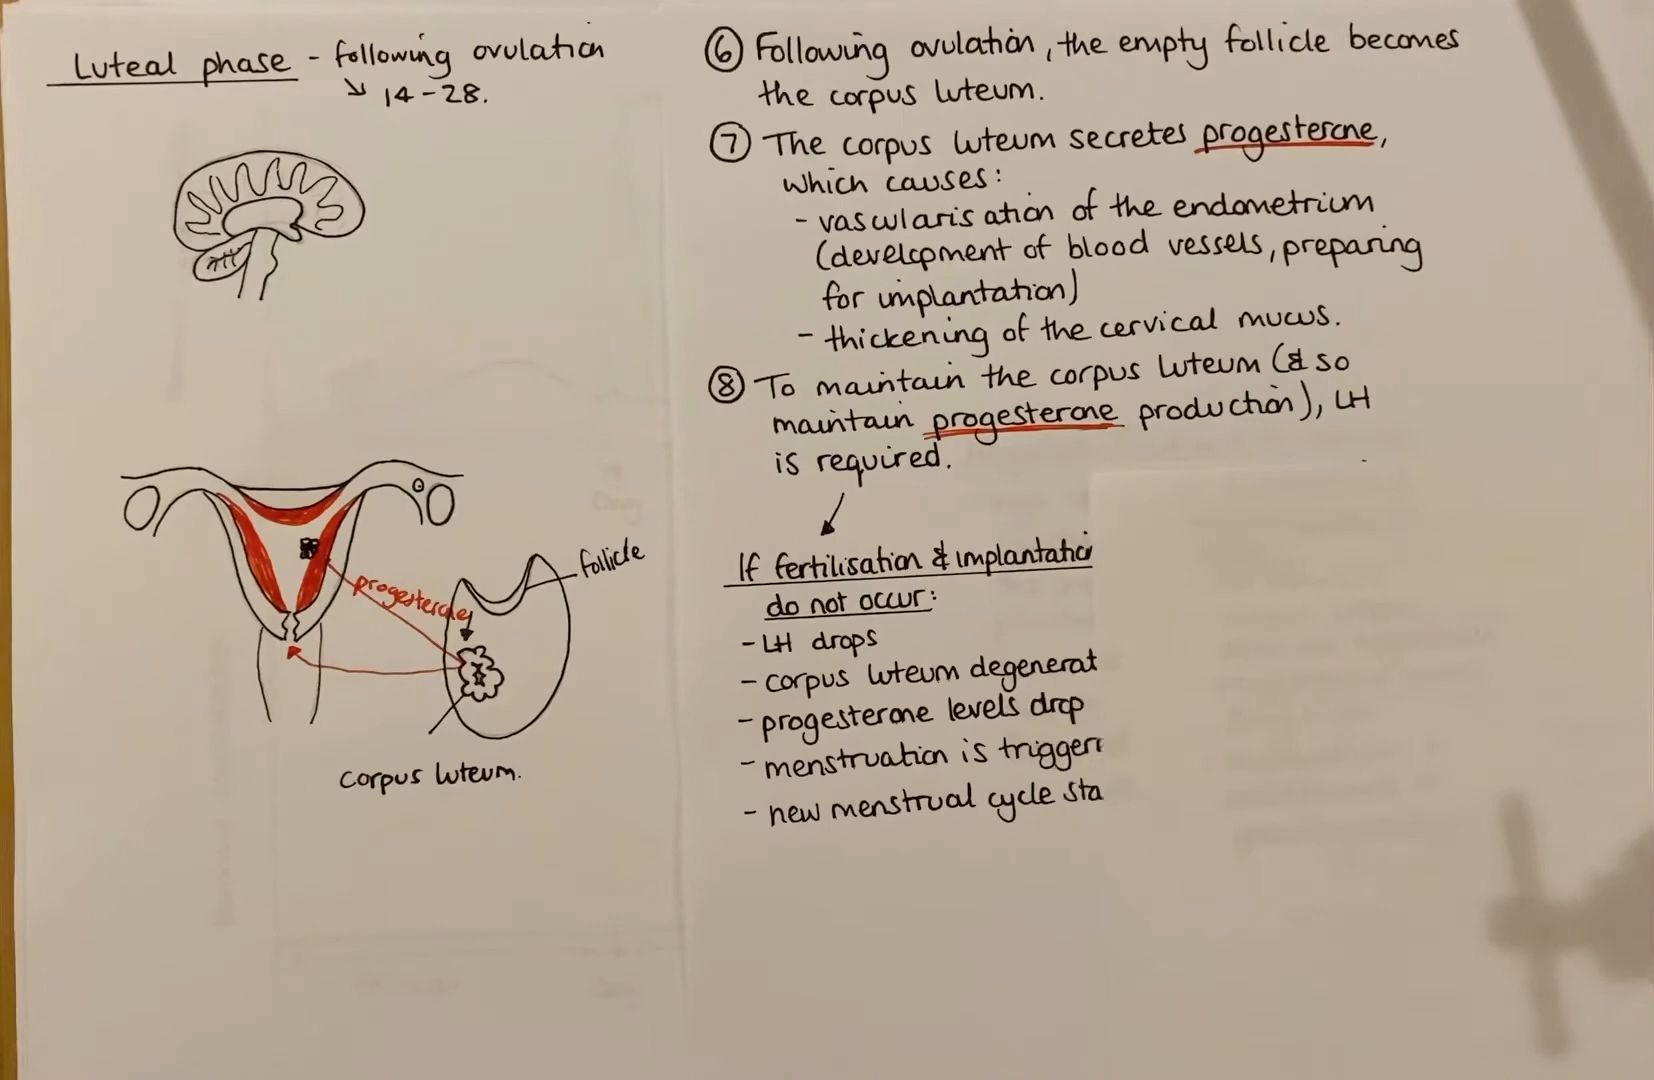 Luteal phase - following ovulation
↘ 14-28.
progesterone
follicle
corpus luteum.
⑥ Following ovulation, the empty follicle becomes
the corpus luteum.
⑦ The corpus luteum secretes progesterone,
which causes:
- vascularisation of the endometrium
(development of blood vessels, preparing
for implantation)
- thickening of the cervical mucus.
⑧ To maintain the corpus luteum (& so
maintain progesterone production), LH
is required.
If fertilisation & implantatio
do not occur:
- LH drops
- corpus luteum degenerat
- progesterone levels drop
- menstruation is trigger
- new menstrual cycle sta